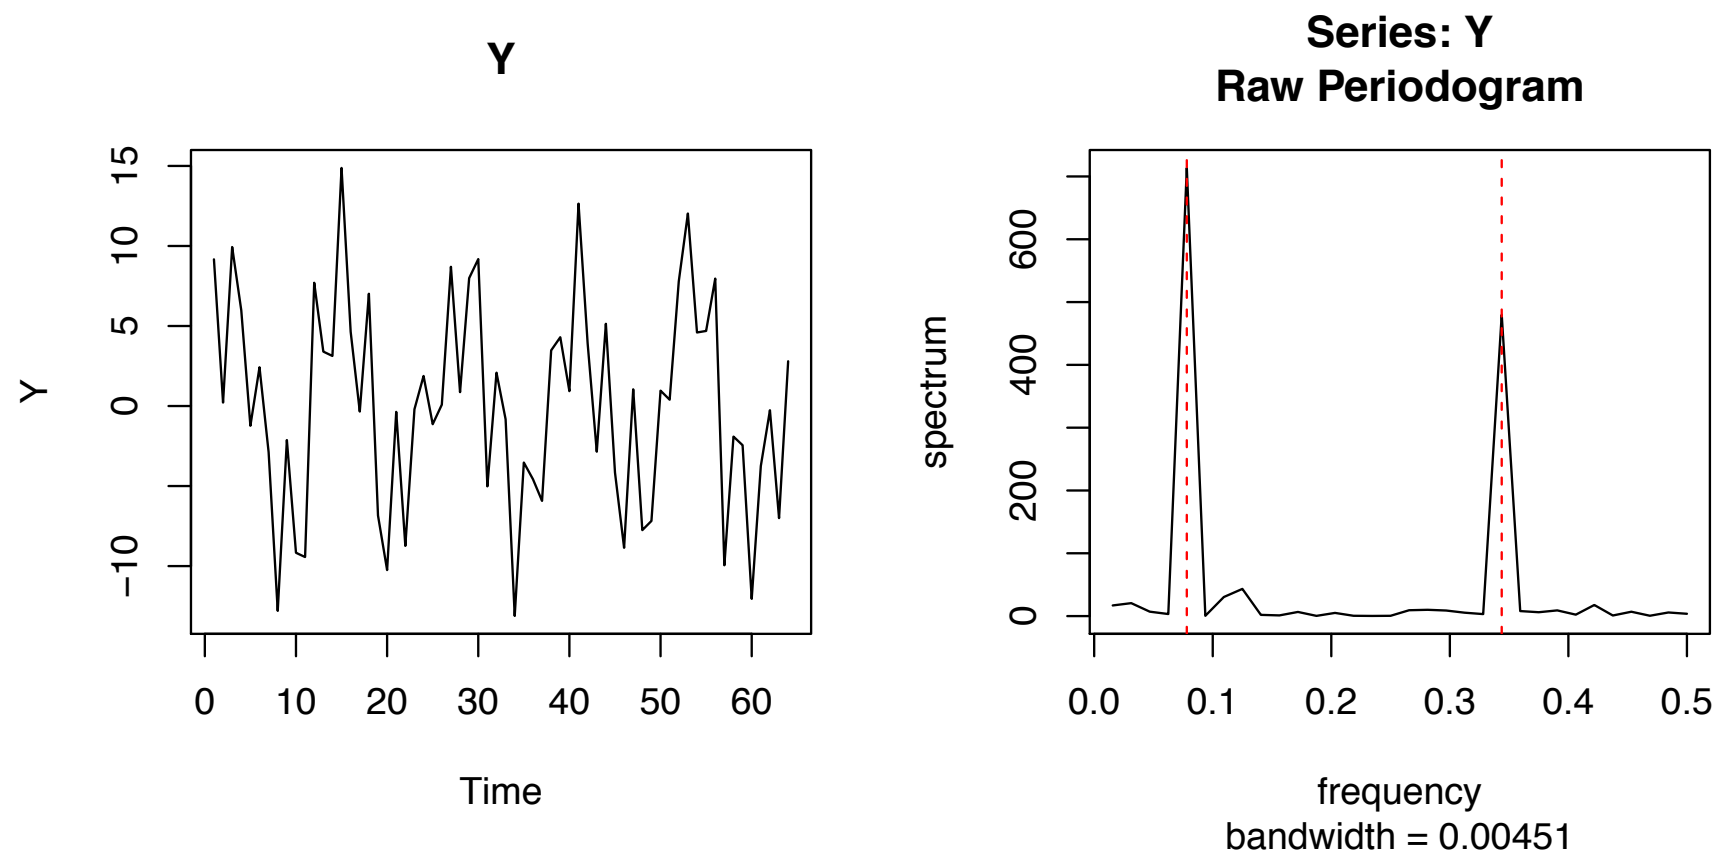 Y
Y
15
10
5
0
−10
0 10 20 30 40 50 60
Time
Series: Y
Raw Periodogram
spectrum
600
400
200
0
0.0 0.1 0.2 0.3 0.4 0.5
frequency
bandwidth = 0.00451